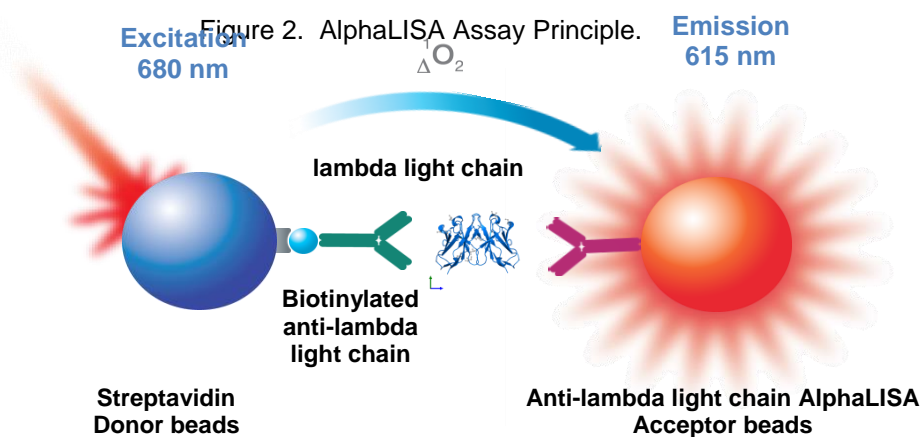 Figure 2. AlphaLISA Assay Principle.
Excitation
680 nm
1
ΔO2
Emission
615 nm
lambda light chain
Biotinylated
anti-lambda
light chain
Streptavidin
Donor beads
Anti-lambda light chain AlphaLISA
Acceptor beads